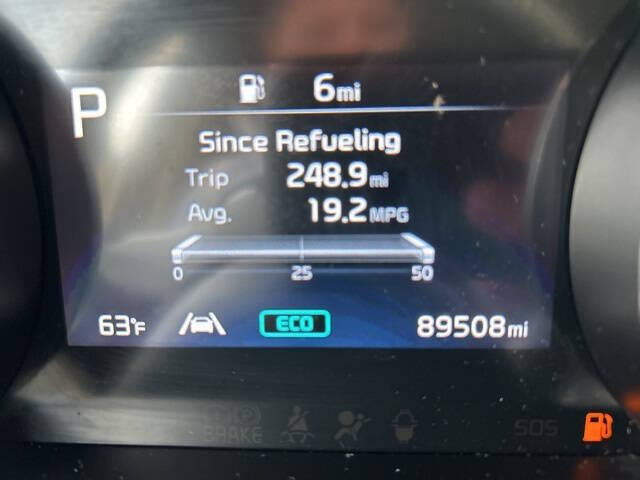 P
6mi
Since Refueling
Trip 248.9mi
Avg. 19.2MPG
0 25 50
63°F ECO 89508mi
(P)
BRAKE SOS